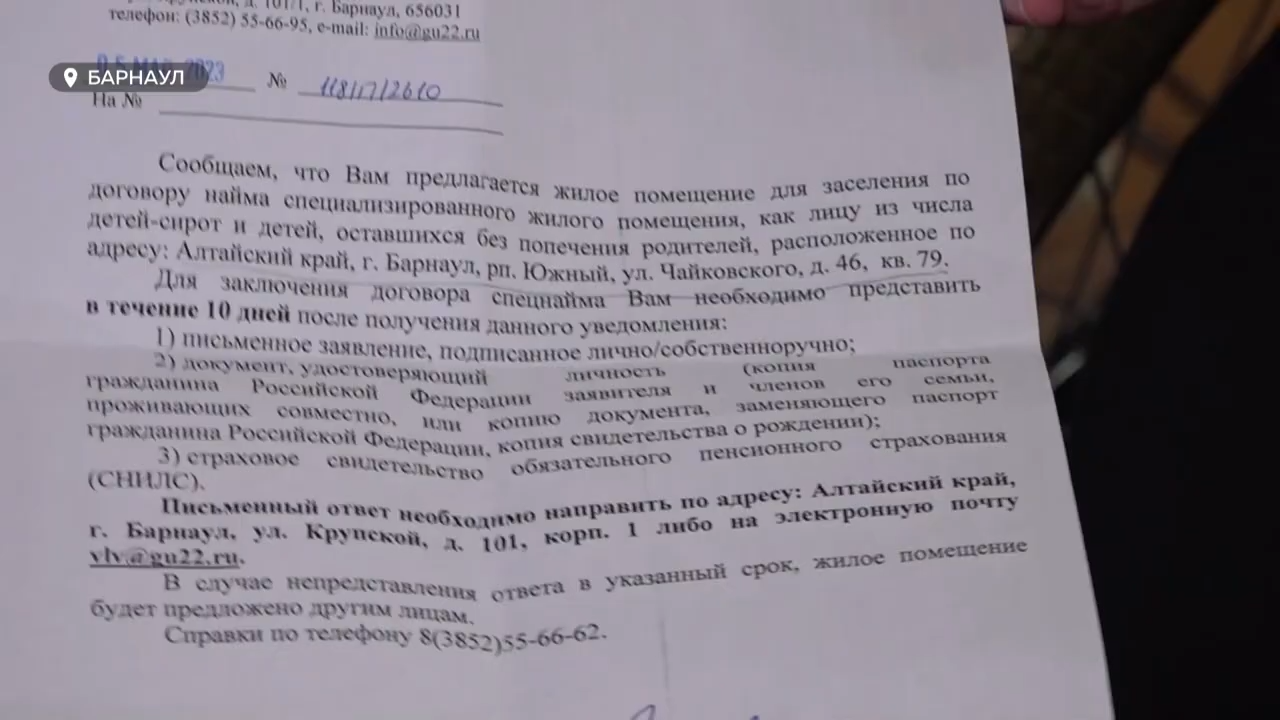 д. 101/1, г. Барнаул, 656031
телефон: (3852) 55-66-95, e-mail: info@gu22.ru
БАРНАУЛ
2023 №
На №
Сообщаем, что Вам предлагается жилое помещение для заселения по
договору найма специализированного жилого помещения, как лицу из числа
детей-сирот и детей, оставшихся без попечения родителей, расположенное по
адресу: Алтайский край, г. Барнаул, рп. Южный, ул. Чайковского, д. 46, кв. 79.
Для заключения договора спецнайма Вам необходимо представить
в течение 10 дней после получения данного уведомления:
1) письменное заявление, подписанное лично/собственноручно;
2) документ, удостоверяющий личность (копия паспорта
гражданина Российской Федерации заявителя и членов его семьи,
проживающих совместно, или копию документа, заменяющего паспорт
гражданина Российской Федерации, копия свидетельства о рождении);
3) страховое свидетельство обязательного пенсионного страхования
(СНИЛС).
Письменный ответ необходимо направить по адресу: Алтайский край,
г. Барнаул, ул. Крупской, д. 101, корп. 1 либо на электронную почту
vlv@gu22.ru.
В случае непредставления ответа в указанный срок, жилое помещение
будет предложено другим лицам.
Справки по телефону 8(3852)55-66-62.